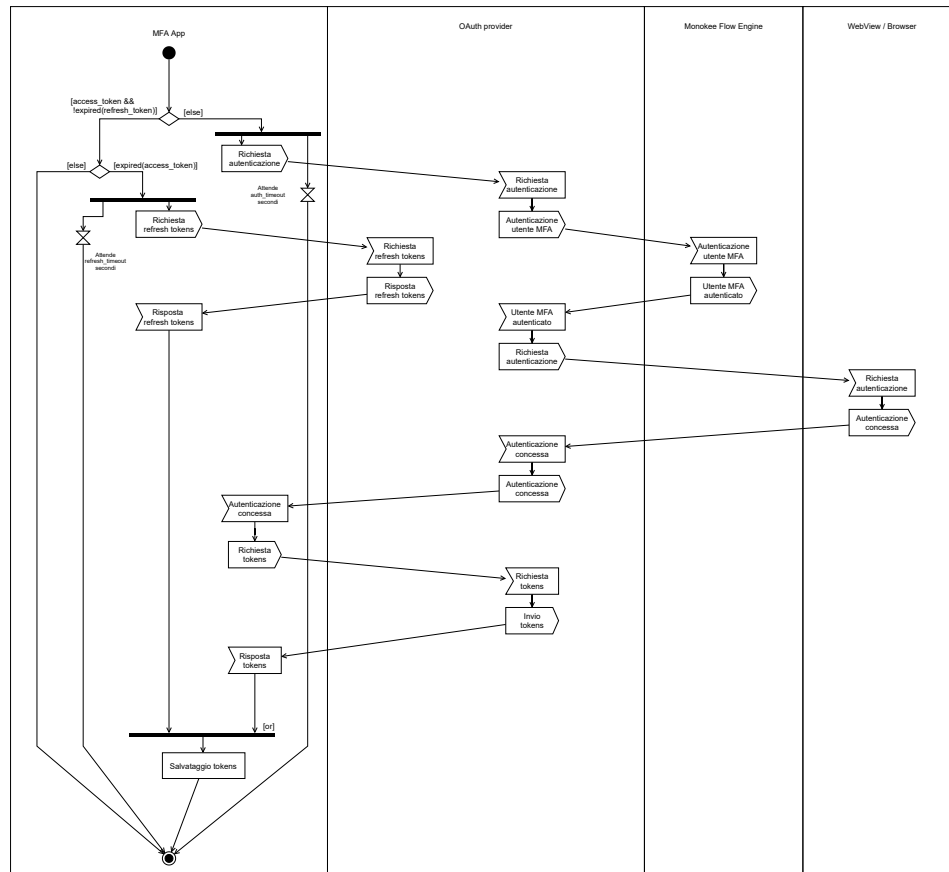 MFA App
OAuth provider
Monokee Flow Engine
WebView / Browser
[access_token &&
!expired(refresh_token)]
[else]
[else]
[expired(access_token)]
Richiesta
autenticazione
Attende
auth_timeout
secondi
Richiesta
autenticazione
Richiesta
refresh tokens
Autenticazione
utente MFA
Attende
refresh_timeout
secondi
Richiesta
refresh tokens
Autenticazione
utente MFA
Risposta
refresh tokens
Utente MFA
autenticato
Risposta
refresh tokens
Utente MFA
autenticato
Richiesta
autenticazione
Richiesta
autenticazione
Autenticazione
concessa
Autenticazione
concessa
Autenticazione
concessa
Autenticazione
concessa
Richiesta
tokens
Richiesta
tokens
Invio
tokens
Risposta
tokens
[or]
Salvataggio tokens